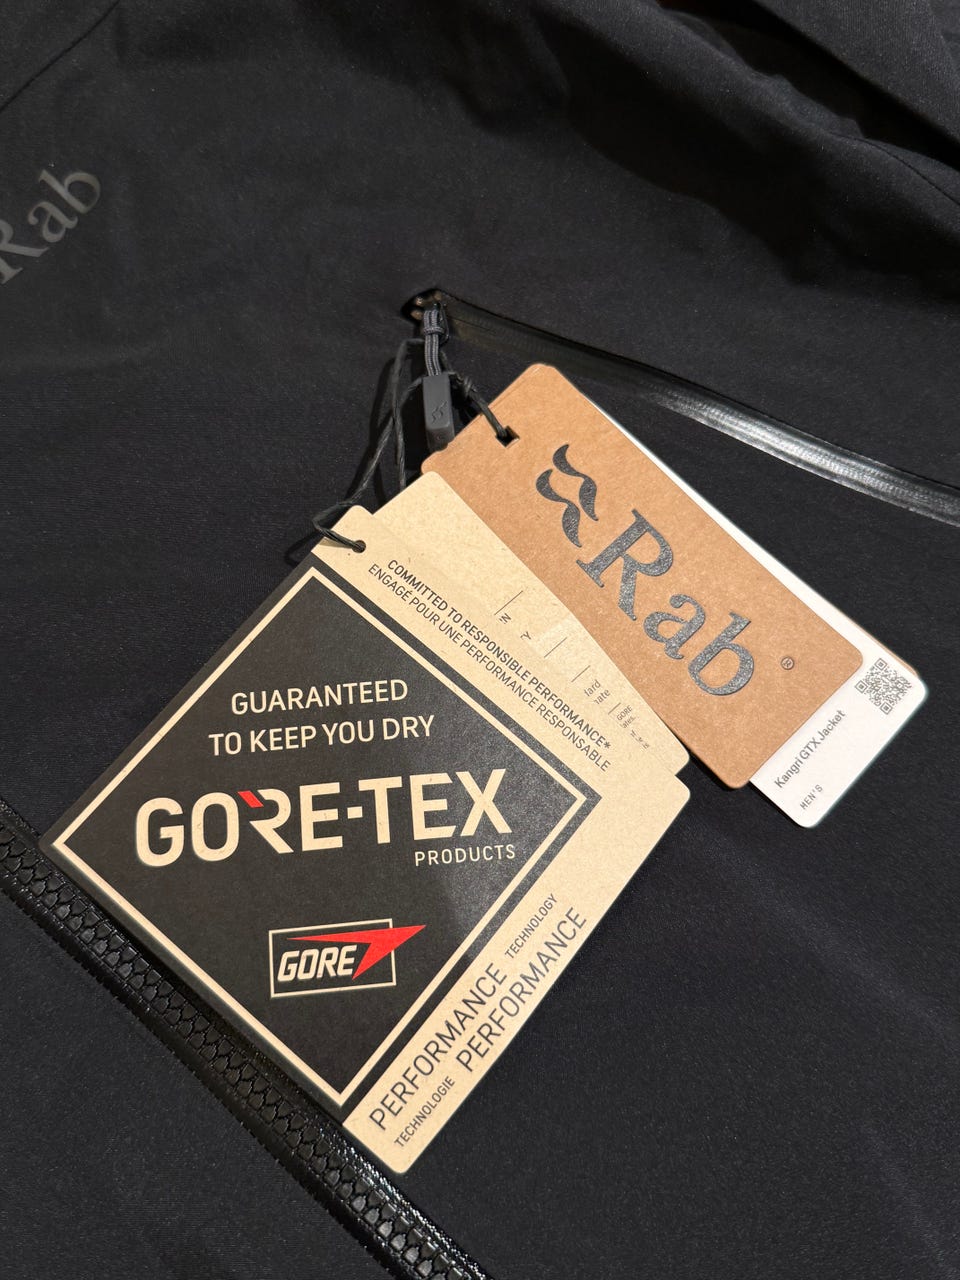 Rab
Rab®
Kangri GTX Jacket
MEN'S
COMMITTED TO RESPONSIBLE PERFORMANCE*
ENGAGÉ POUR UNE PERFORMANCE RESPONSABLE
GUARANTEED
TO KEEP YOU DRY
GORE-TEX
PRODUCTS
GORE
PERFORMANCE TECHNOLOGY
TECHNOLOGIE PERFORMANCE